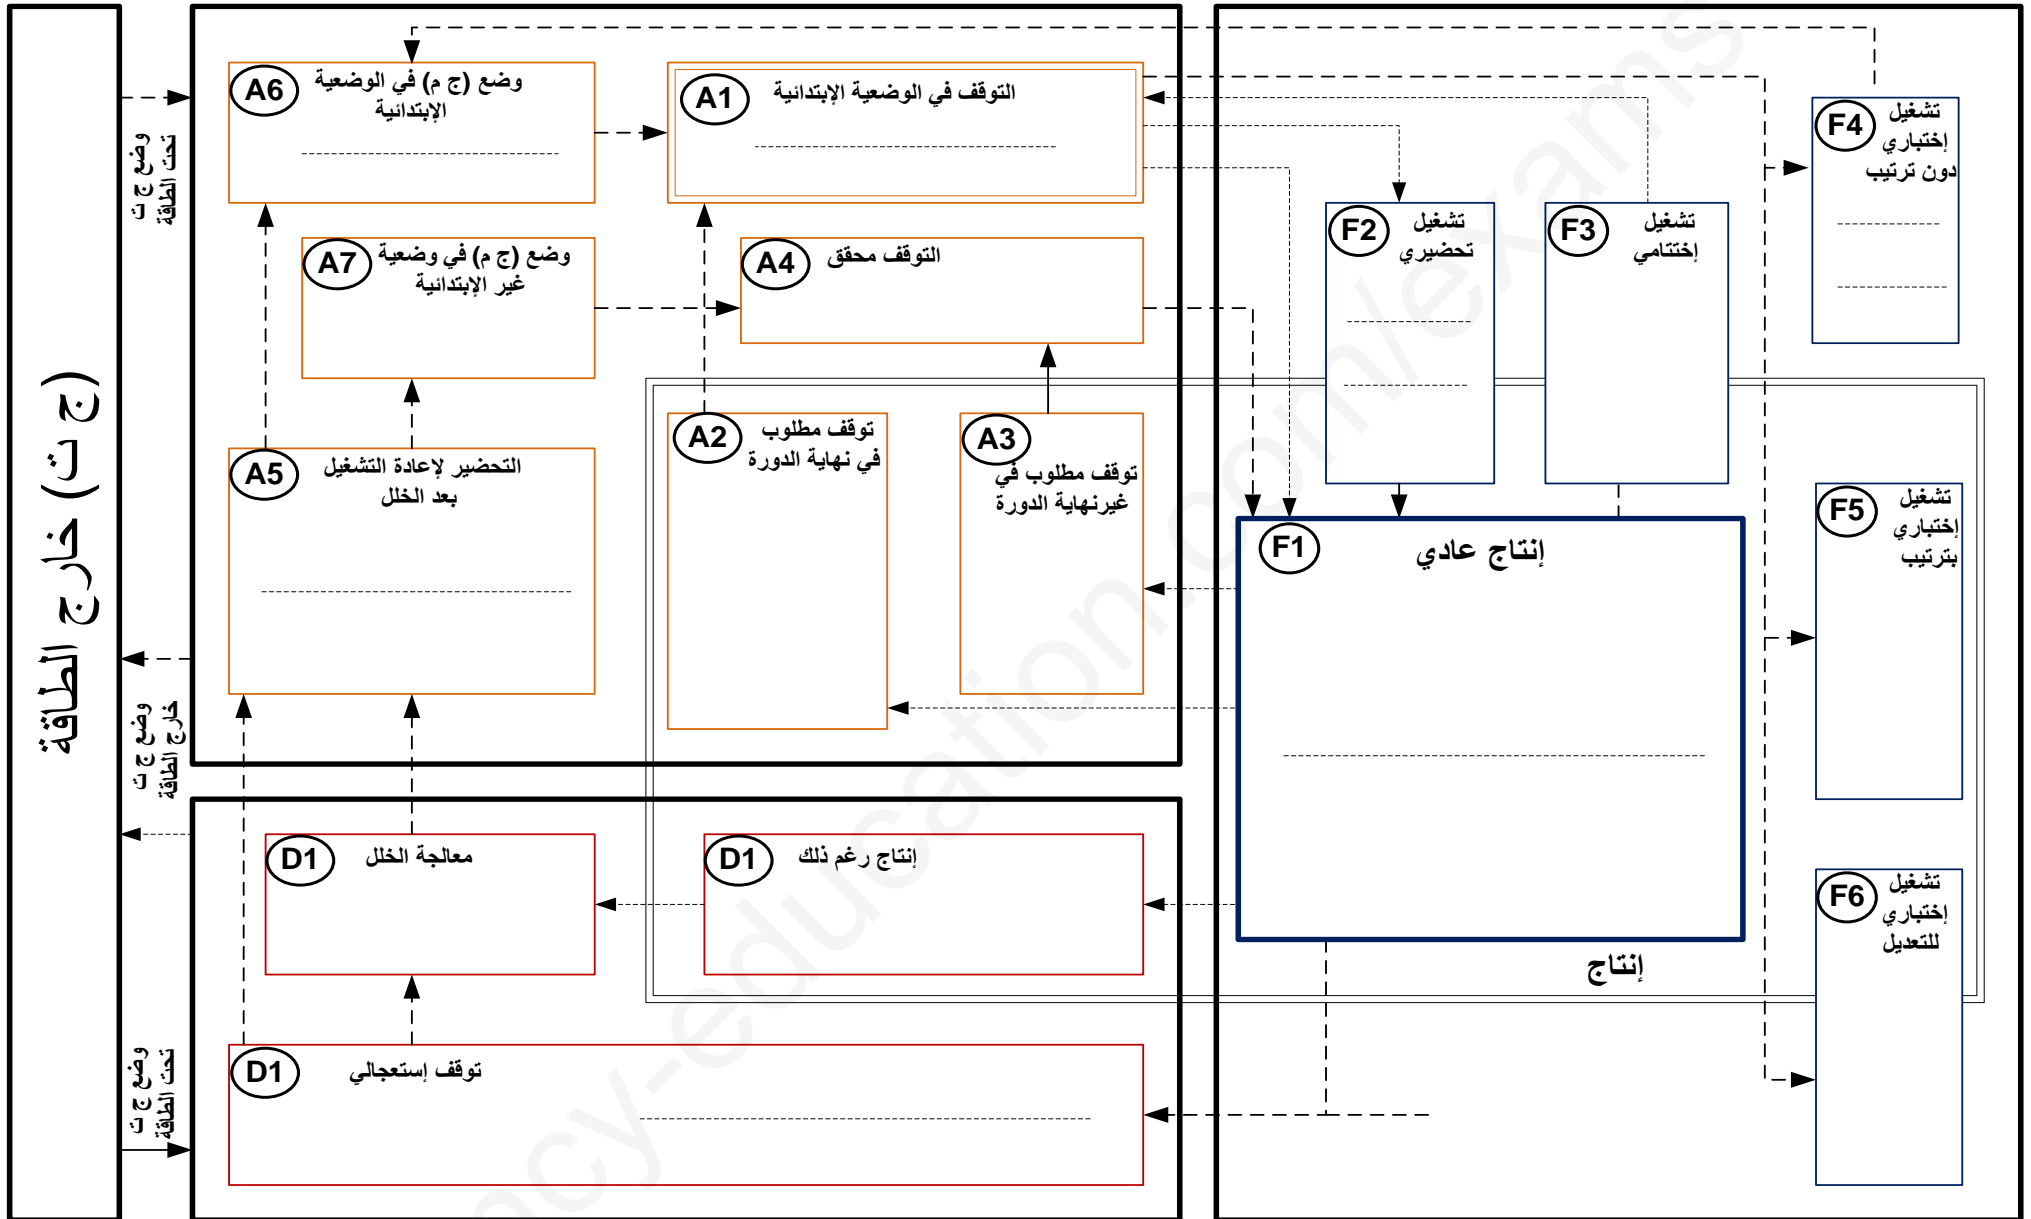 (ج ت) خارج الطاقة
وضع ج ت
تحت الطاقة
وضع ج ت
خارج الطاقة
وضع ج ت
تحت الطاقة
A6
وضع (ج م) في الوضعية
الإبتدائية
A1
التوقف في الوضعية الإبتدائية
A7
وضع (ج م) في وضعية
غير الإبتدائية
A4
التوقف محقق
A5
التحضير لإعادة التشغيل
بعد الخلل
A2
توقف مطلوب
في نهاية الدورة
A3
توقف مطلوب في
غيرنهاية الدورة
F4
تشغيل
إختباري
دون ترتيب
F2
تشغيل
تحضيري
F3
تشغيل
إختتامي
F5
تشغيل
إختباري
بترتيب
F1
إنتاج عادي
F6
تشغيل
إختباري
للتعديل
إنتاج
D1
معالجة الخلل
D1
إنتاج رغم ذلك
D1
توقف إستعجالي
ncy-education.com/exams